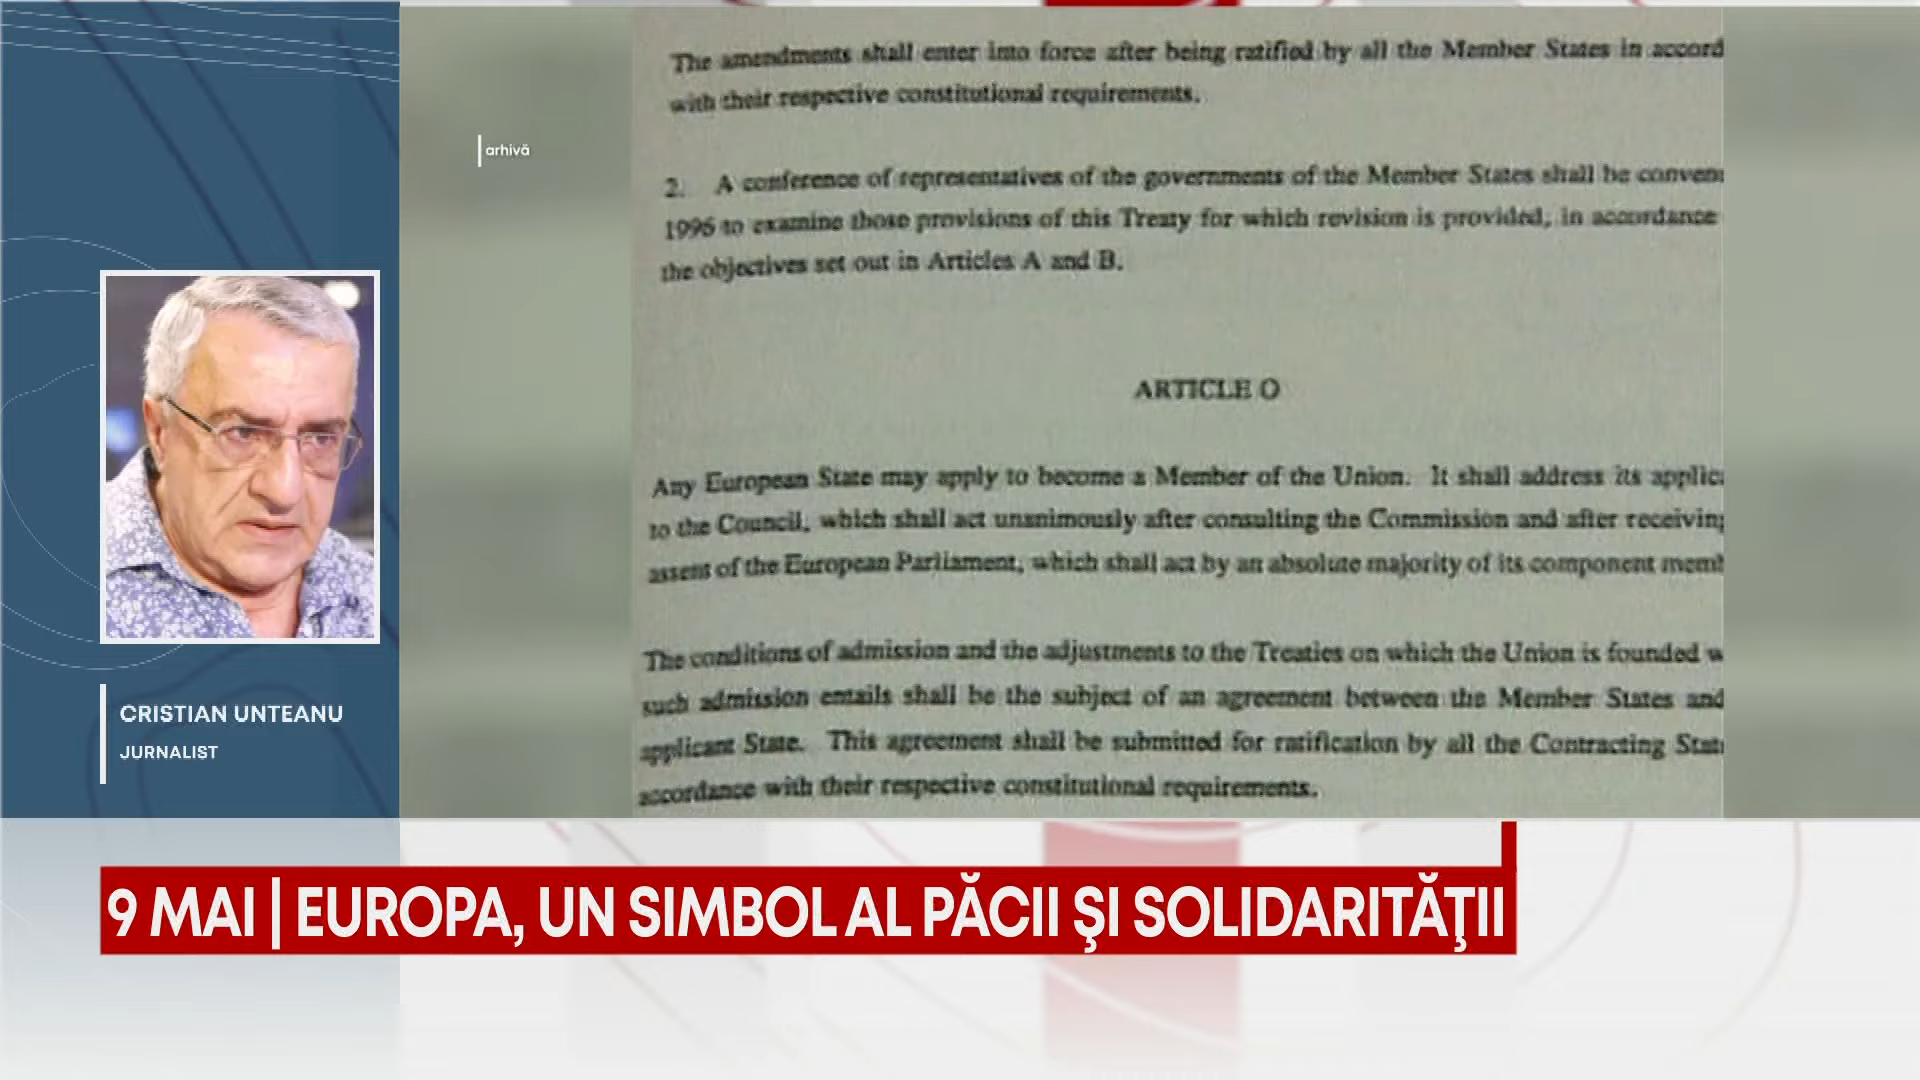 The amendments shall enter into force after being ratified by all the Member States in accord
with their respective constitutional requirements.
arhivă
2. A conference of representatives of the governments of the Member States shall be conven
1996 to examine those provisions of this Treaty for which revision is provided, in accordance
the objectives set out in Articles A and B.
ARTICLE O
Any European State may apply to become a Member of the Union. It shall address its applic
to the Council, which shall act unanimously after consulting the Commission and after receiving
assent of the European Parliament, which shall act by an absolute majority of its component memb
The conditions of admission and the adjustments to the Treaties on which the Union is founded w
such admission entails shall be the subject of an agreement between the Member States and
applicant State. This agreement shall be submitted for ratification by all the Contracting Stat
accordance with their respective constitutional requirements.
CRISTIAN UNTEANU
JURNALIST
9 MAI | EUROPA, UN SIMBOL AL PĂCII ŞI SOLIDARITĂŢII